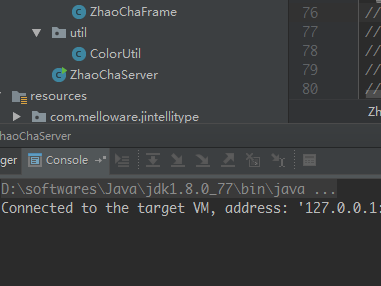 ZhaoChaFrame
util
ColorUtil
ZhaoChaServer
resources
com.melloware.jintellitype
76 //
77 //
78 //
79 //
80 //
Zh
haoChaServer
ger Console
D:\softwares\Java\jdk1.8.0_77\bin\java ...
Connected to the target VM, address: '127.0.0.1: